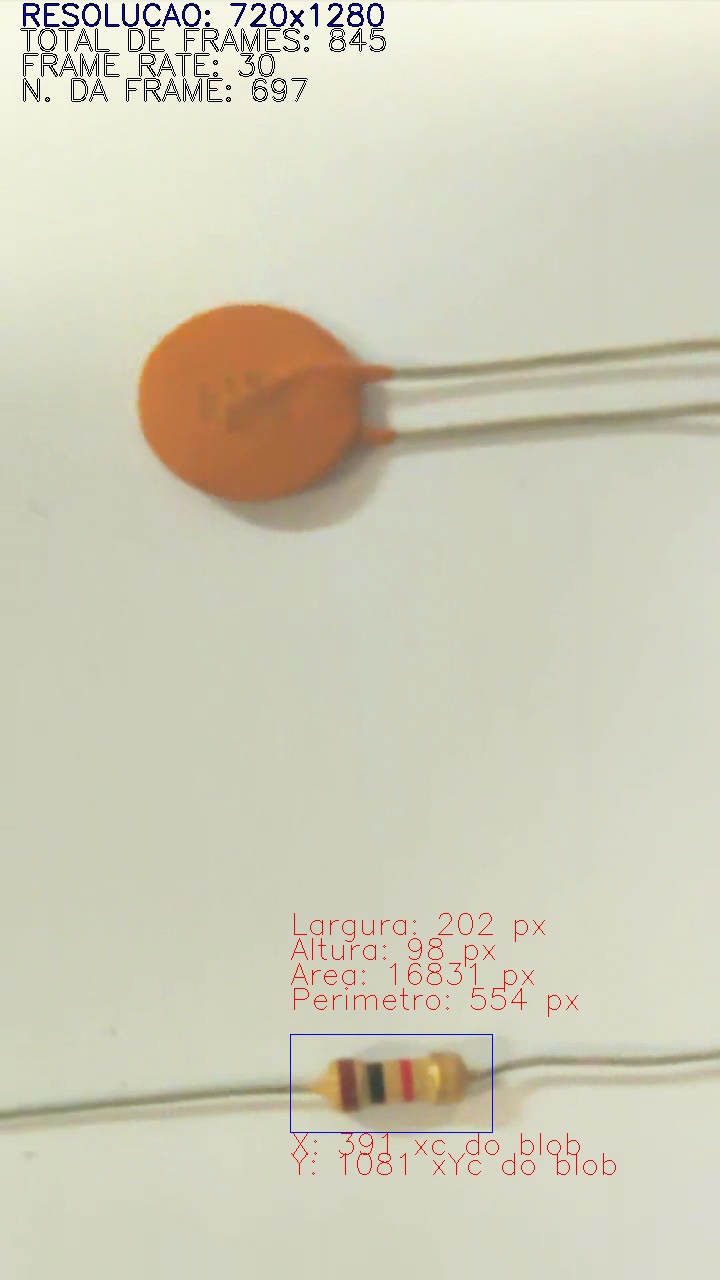 RESOLUCAO: 720x1280
TOTAL DE FRAMES: 845
FRAME RATE: 30
N. DA FRAME: 697
Largura: 202 px
Altura: 98 px
Area: 16831 px
Perimetro: 554 px
X: 391 xc do blob
Y: 1081 xYc do blob